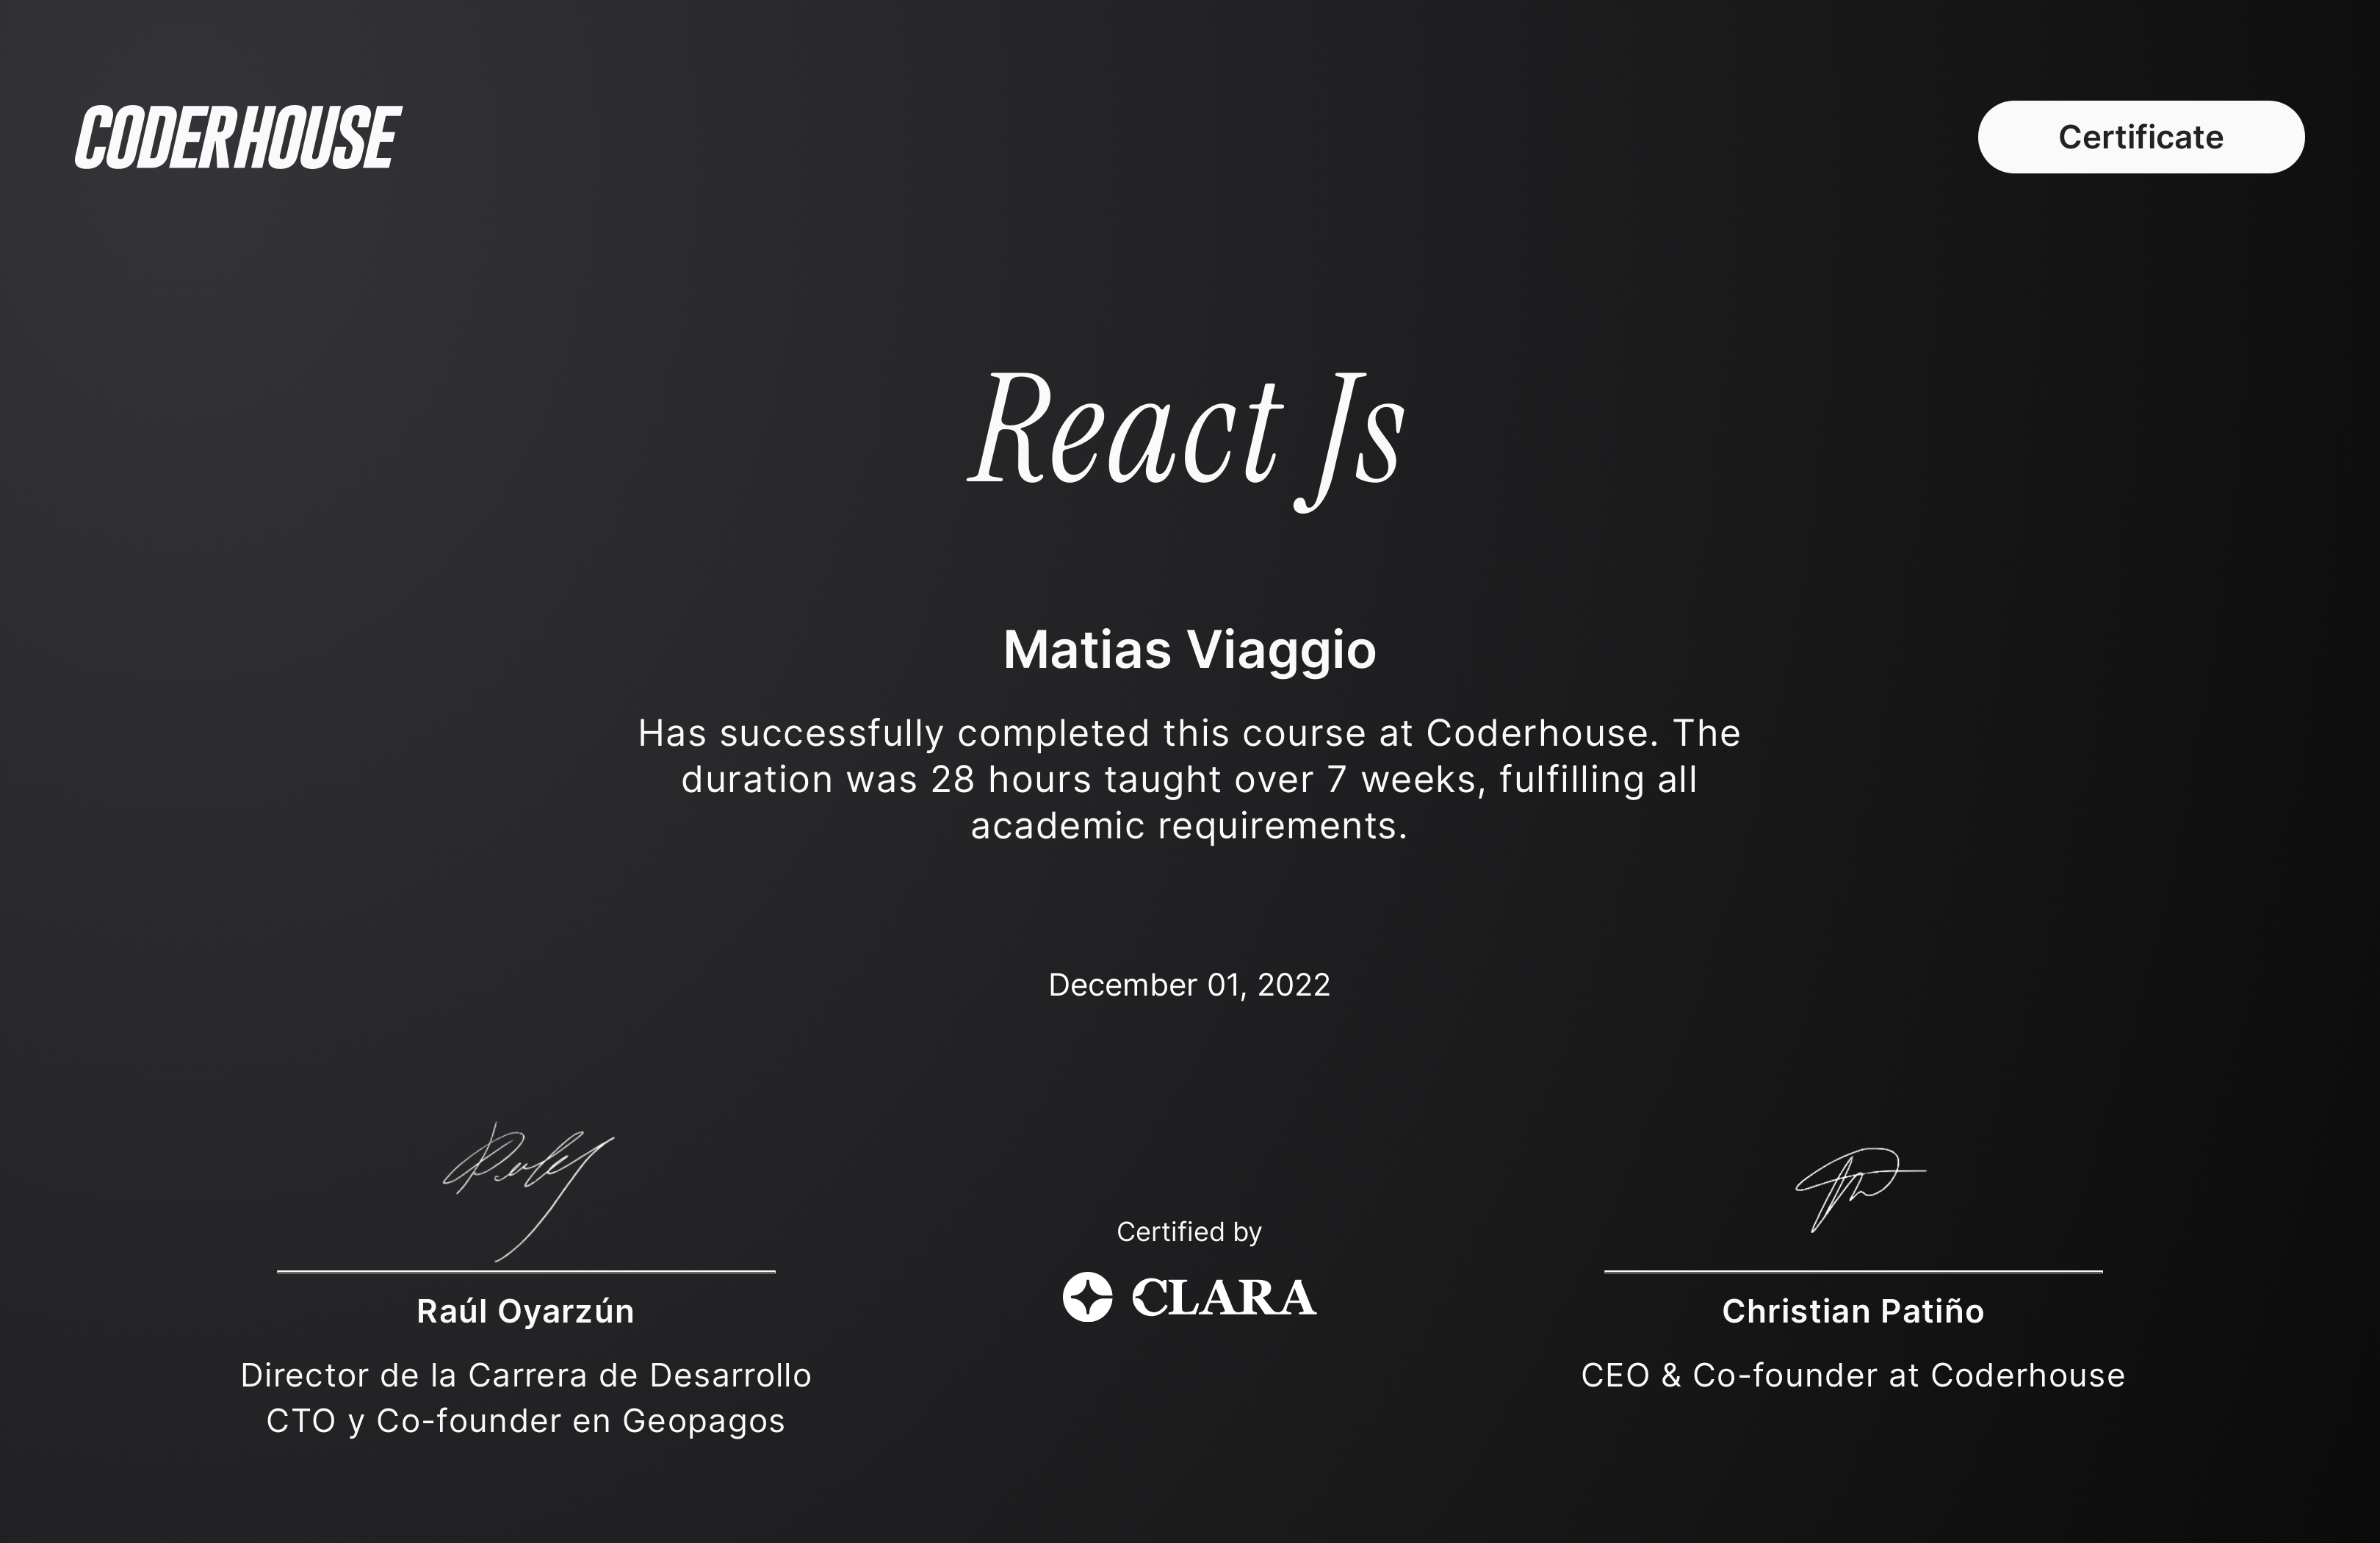 CODERHOUSE
Certificate
React Js
Matias Viaggio
Has successfully completed this course at Coderhouse. The
duration was 28 hours taught over 7 weeks, fulfilling all
academic requirements.
December 01, 2022
Raúl Oyarzún
Director de la Carrera de Desarrollo
CTO y Co-founder en Geopagos
Certified by
CLARA
Christian Patiño
CEO & Co-founder at Coderhouse